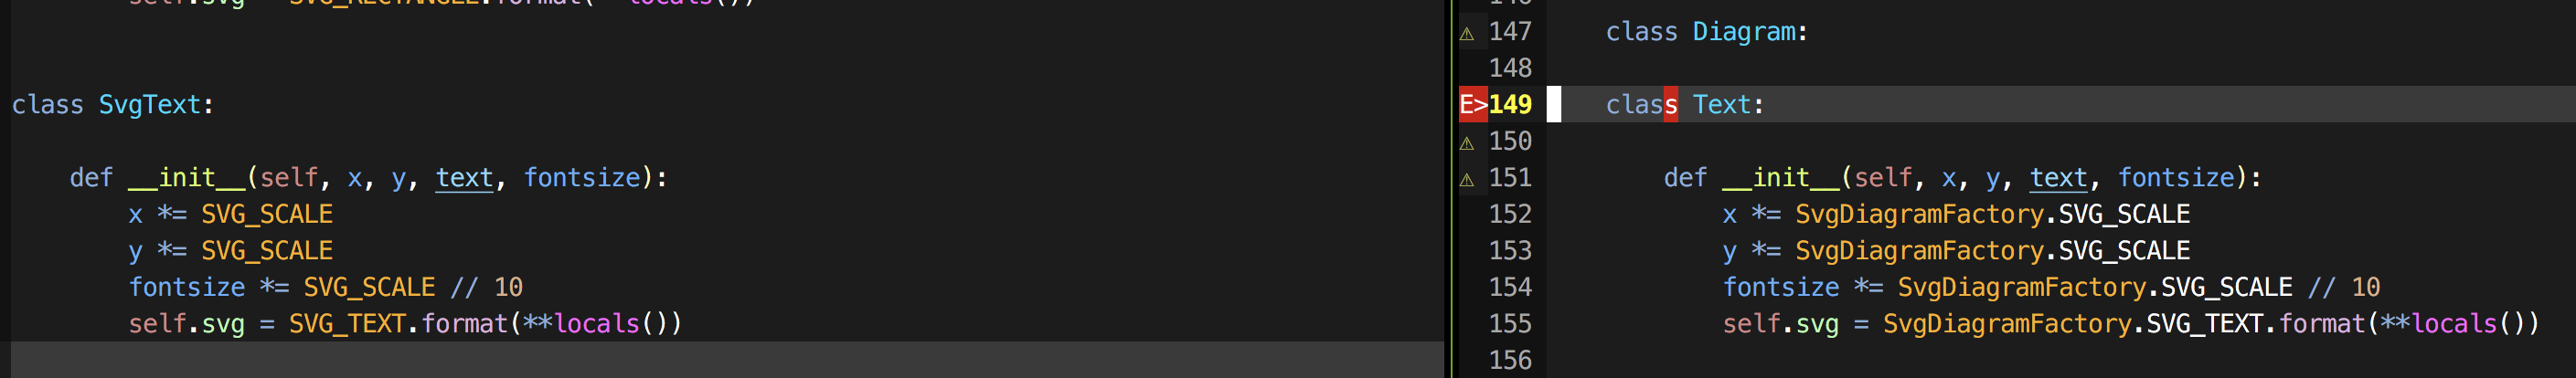 self.svg = SVG_RECTANGLE.format(**locals())
class SvgText:
    def __init__(self, x, y, text, fontsize):
        x *= SVG_SCALE
        y *= SVG_SCALE
        fontsize *= SVG_SCALE // 10
        self.svg = SVG_TEXT.format(**locals())
146
⚠ 147     class Diagram:
148
E>149     class Text:
⚠ 150
⚠ 151         def __init__(self, x, y, text, fontsize):
152             x *= SvgDiagramFactory.SVG_SCALE
153             y *= SvgDiagramFactory.SVG_SCALE
154             fontsize *= SvgDiagramFactory.SVG_SCALE // 10
155             self.svg = SvgDiagramFactory.SVG_TEXT.format(**locals())
156